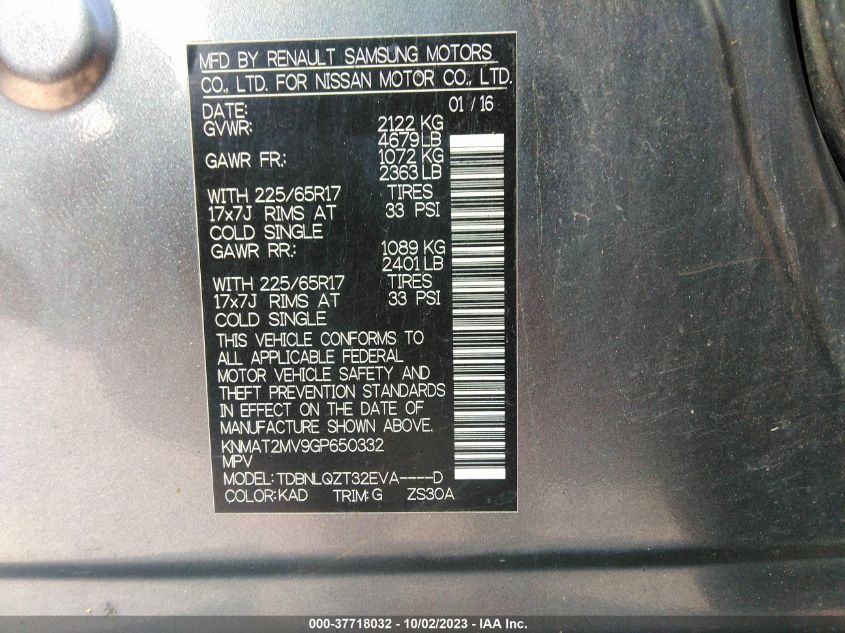 MFD BY RENAULT SAMSUNG MOTORS
CO., LTD. FOR NISSAN MOTOR CO., LTD.
DATE: 01 / 16
GVWR: 2122 KG
4679 LB
GAWR FR.: 1072 KG
2363 LB
WITH 225/65R17 TIRES
17x7J RIMS AT 33 PSI
COLD SINGLE
GAWR RR.: 1089 KG
2401 LB
WITH 225/65R17 TIRES
17x7J RIMS AT 33 PSI
COLD SINGLE
THIS VEHICLE CONFORMS TO
ALL APPLICABLE FEDERAL
MOTOR VEHICLE SAFETY AND
THEFT PREVENTION STANDARDS
IN EFFECT ON THE DATE OF
MANUFACTURE SHOWN ABOVE.
KNMAT2MV9GP650332
MPV
MODEL: TDBNLQZT32EVA----D
COLOR: KAD TRIM: G ZS30A
000-37718032 - 10/02/2023 - IAA Inc.